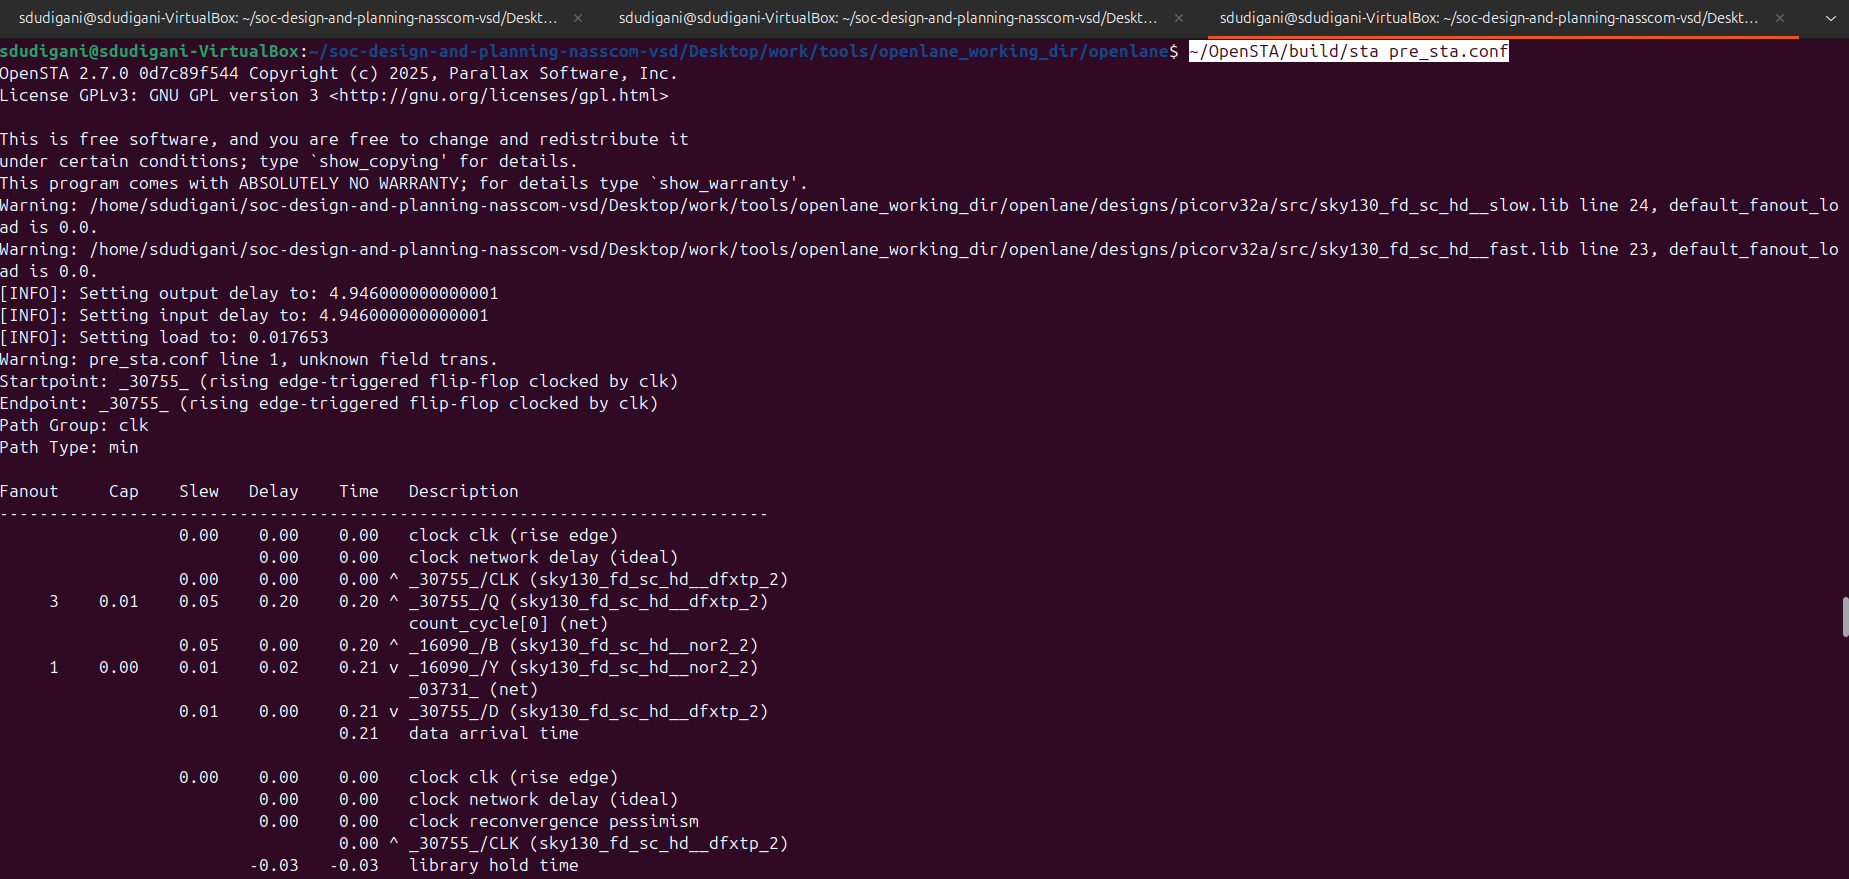 sdudigani@sdudigani-VirtualBox: ~/soc-design-and-planning-nasscom-vsd/Deskt... × sdudigani@sdudigani-VirtualBox: ~/soc-design-and-planning-nasscom-vsd/Deskt... × sdudigani@sdudigani-VirtualBox: ~/soc-design-and-planning-nasscom-vsd/Deskt... ×
sdudigani@sdudigani-VirtualBox:~/soc-design-and-planning-nasscom-vsd/Desktop/work/tools/openlane_working_dir/openlane$ ~/OpenSTA/build/sta pre_sta.conf
OpenSTA 2.7.0 0d7c89f544 Copyright (c) 2025, Parallax Software, Inc.
License GPLv3: GNU GPL version 3 <http://gnu.org/licenses/gpl.html>

This is free software, and you are free to change and redistribute it
under certain conditions; type `show_copying' for details.
This program comes with ABSOLUTELY NO WARRANTY; for details type `show_warranty'.
Warning: /home/sdudigani/soc-design-and-planning-nasscom-vsd/Desktop/work/tools/openlane_working_dir/openlane/designs/picorv32a/src/sky130_fd_sc_hd__slow.lib line 24, default_fanout_lo
ad is 0.0.
Warning: /home/sdudigani/soc-design-and-planning-nasscom-vsd/Desktop/work/tools/openlane_working_dir/openlane/designs/picorv32a/src/sky130_fd_sc_hd__fast.lib line 23, default_fanout_lo
ad is 0.0.
[INFO]: Setting output delay to: 4.946000000000001
[INFO]: Setting input delay to: 4.946000000000001
[INFO]: Setting load to: 0.017653
Warning: pre_sta.conf line 1, unknown field trans.
Startpoint: _30755_ (rising edge-triggered flip-flop clocked by clk)
Endpoint: _30755_ (rising edge-triggered flip-flop clocked by clk)
Path Group: clk
Path Type: min

Fanout     Cap    Slew   Delay    Time   Description
-----------------------------------------------------------------------------
                  0.00    0.00    0.00   clock clk (rise edge)
                          0.00    0.00   clock network delay (ideal)
                  0.00    0.00    0.00 ^ _30755_/CLK (sky130_fd_sc_hd__dfxtp_2)
     3    0.01    0.05    0.20    0.20 ^ _30755_/Q (sky130_fd_sc_hd__dfxtp_2)
                                         count_cycle[0] (net)
                  0.05    0.00    0.20 ^ _16090_/B (sky130_fd_sc_hd__nor2_2)
     1    0.00    0.01    0.02    0.21 v _16090_/Y (sky130_fd_sc_hd__nor2_2)
                                         _03731_ (net)
                  0.01    0.00    0.21 v _30755_/D (sky130_fd_sc_hd__dfxtp_2)
                                  0.21   data arrival time

                  0.00    0.00    0.00   clock clk (rise edge)
                          0.00    0.00   clock network delay (ideal)
                          0.00    0.00   clock reconvergence pessimism
                                  0.00 ^ _30755_/CLK (sky130_fd_sc_hd__dfxtp_2)
                         -0.03   -0.03   library hold time